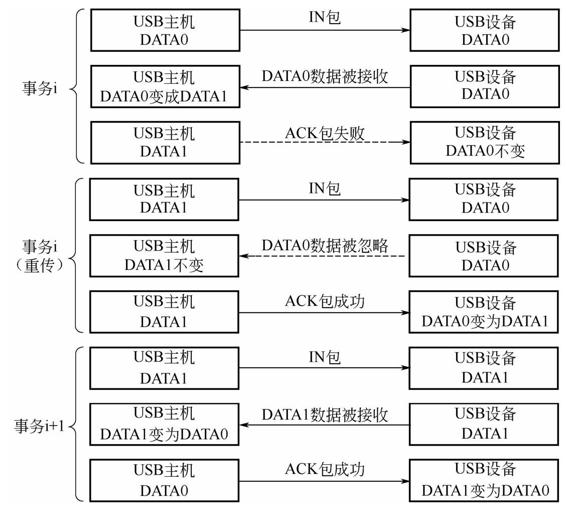 USB主机
DATA0
IN包
USB设备
DATA0
事务i
USB主机
DATA0变成DATA1
DATA0数据被接收
USB设备
DATA0
USB主机
DATA1
ACK包失败
USB设备
DATA0不变
USB主机
DATA1
IN包
USB设备
DATA0
事务i
（重传）
USB主机
DATA1不变
DATA0数据被忽略
USB设备
DATA0
USB主机
DATA1
ACK包成功
USB设备
DATA0变为DATA1
USB主机
DATA1
IN包
USB设备
DATA1
事务i+1
USB主机
DATA1变为DATA0
DATA1数据被接收
USB设备
DATA1
USB主机
DATA0
ACK包成功
USB设备
DATA1变为DATA0